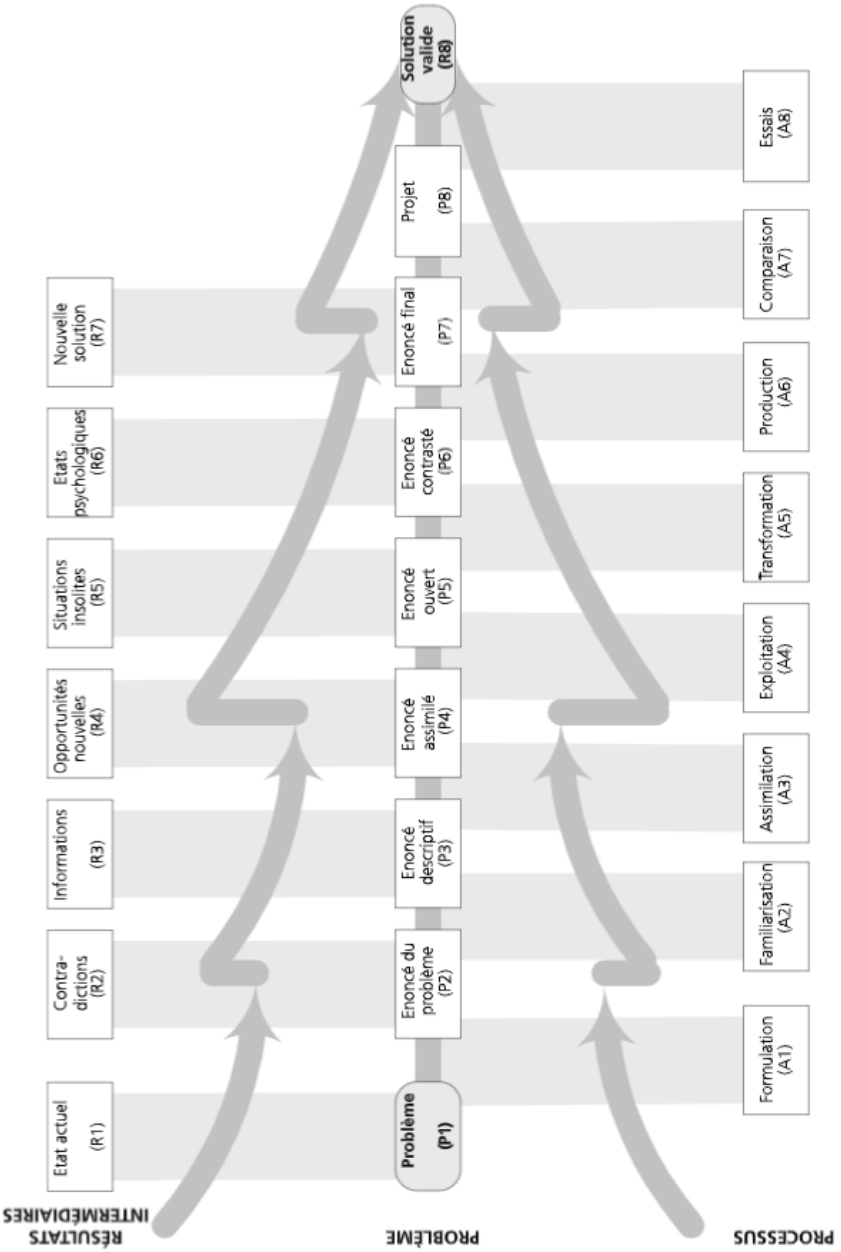 RÉSULTATS
INTERMÉDIAIRES
Etat actuel
(R1)
Contra-
dictions
(R2)
Informations
(R3)
Opportunités
nouvelles
(R4)
Situations
insolites
(R5)
Etats
psychologiques
(R6)
Nouvelle
solution
(R7)
PROBLÈME
Problème
(P1)
Enoncé du
problème
(P2)
Enoncé
descriptif
(P3)
Enoncé
assimilé
(P4)
Enoncé
ouvert
(P5)
Enoncé
contrasté
(P6)
Enoncé final
(P7)
Projet
(P8)
Solution
valide
(R8)
PROCESSUS
Formulation
(A1)
Familiarisation
(A2)
Assimilation
(A3)
Exploitation
(A4)
Transformation
(A5)
Production
(A6)
Comparaison
(A7)
Essais
(A8)